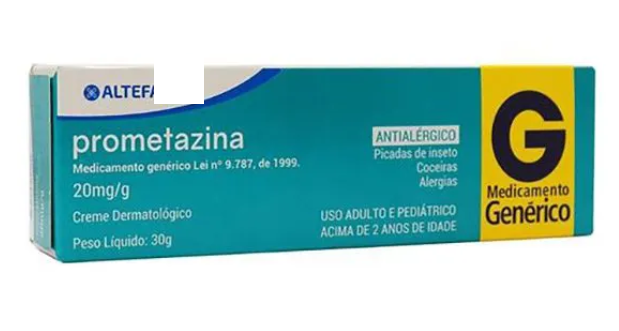 prometazina
Medicamento genérico Lei nº 9.787, de 1999.
20mg/g
Creme Dermatológico
Peso Líquido: 30g
ANTIALÉRGICO
Picadas de inseto
Coceiras
Alergias
USO ADULTO E PEDIÁTRICO
ACIMA DE 2 ANOS DE IDADE
G
Medicamento
Genérico